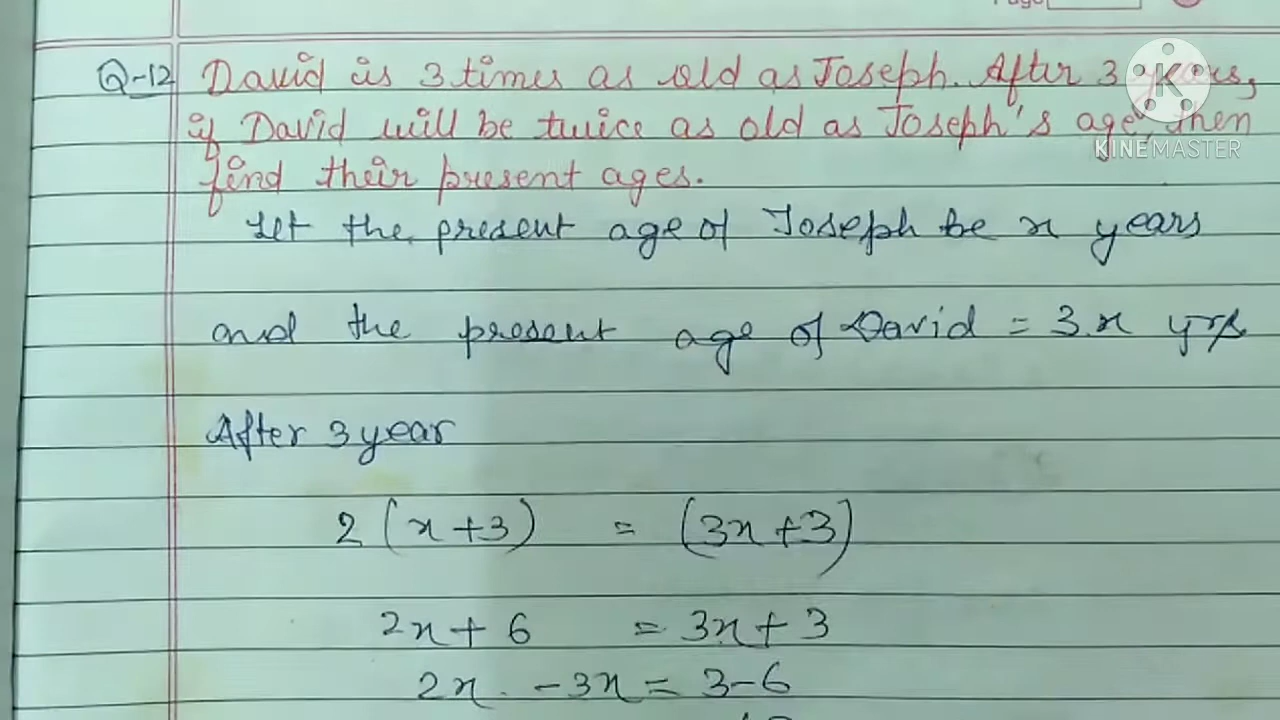 Page
Q-12 David is 3 times as old as Joseph. After 3 years,
if David will be twice as old as Joseph's age, then
find their present ages.
K
KINEMASTER
Let the present age of Joseph be x years
and the present age of David = 3x yrs
After 3 year
2 (x+3) = (3x+3)
2x + 6 = 3x + 3
2x - 3x = 3-6